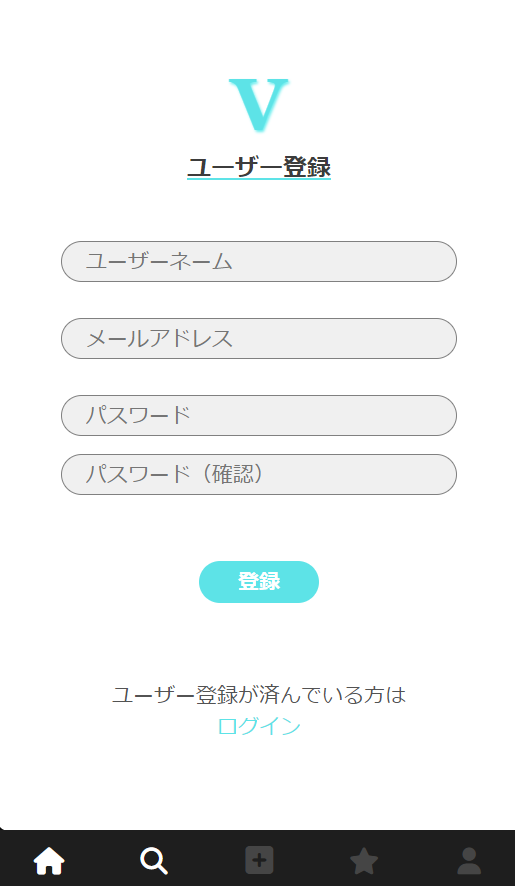 V
ユーザー登録
ユーザーネーム
メールアドレス
パスワード
パスワード（確認）
登録
ユーザー登録が済んでいる方は
ログイン